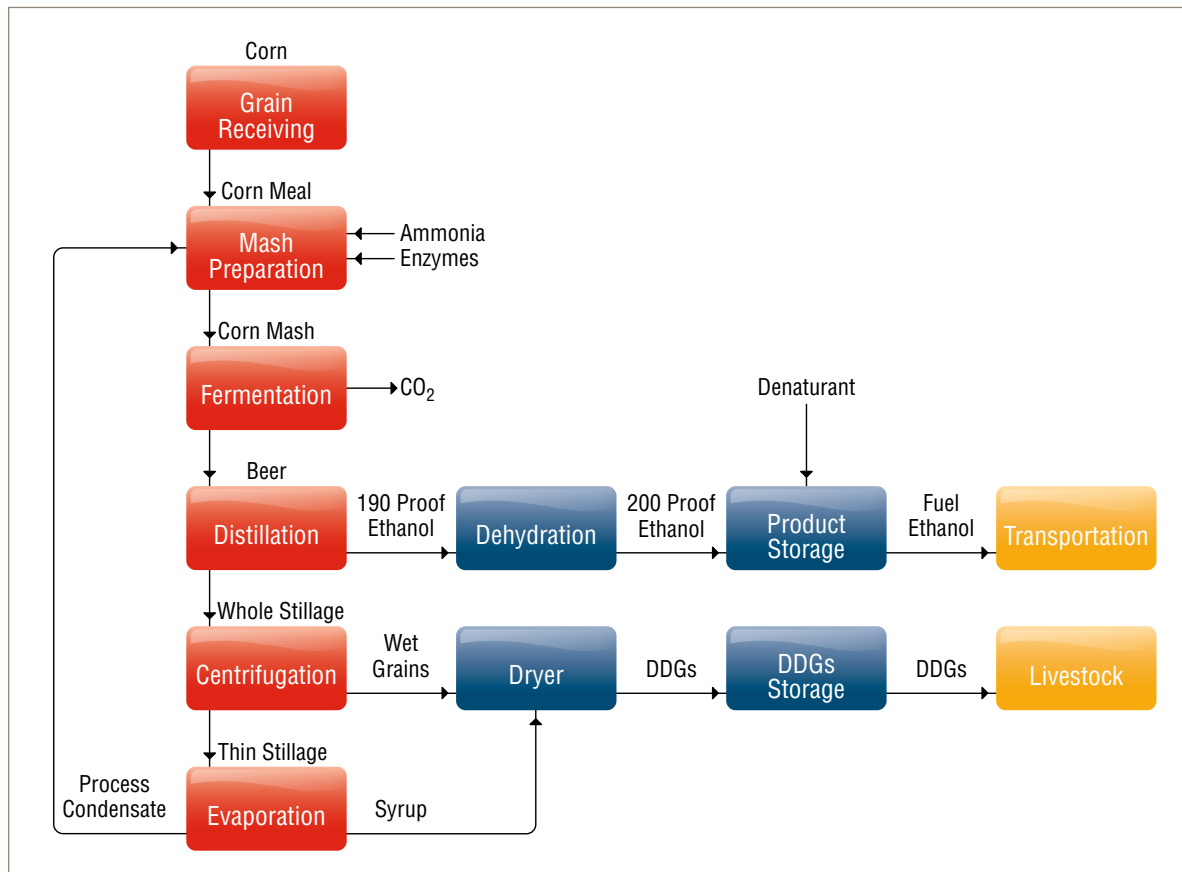 Corn
Grain
Receiving
Corn Meal
Mash
Preparation
Ammonia
Enzymes
Corn Mash
Fermentation
CO₂
Denaturant
Beer
Distillation
190 Proof
Ethanol
Dehydration
200 Proof
Ethanol
Product
Storage
Fuel
Ethanol
Transportation
Whole Stillage
Centrifugation
Wet
Grains
Dryer
DDGs
DDGs
Storage
DDGs
Livestock
Thin Stillage
Process
Condensate
Evaporation
Syrup